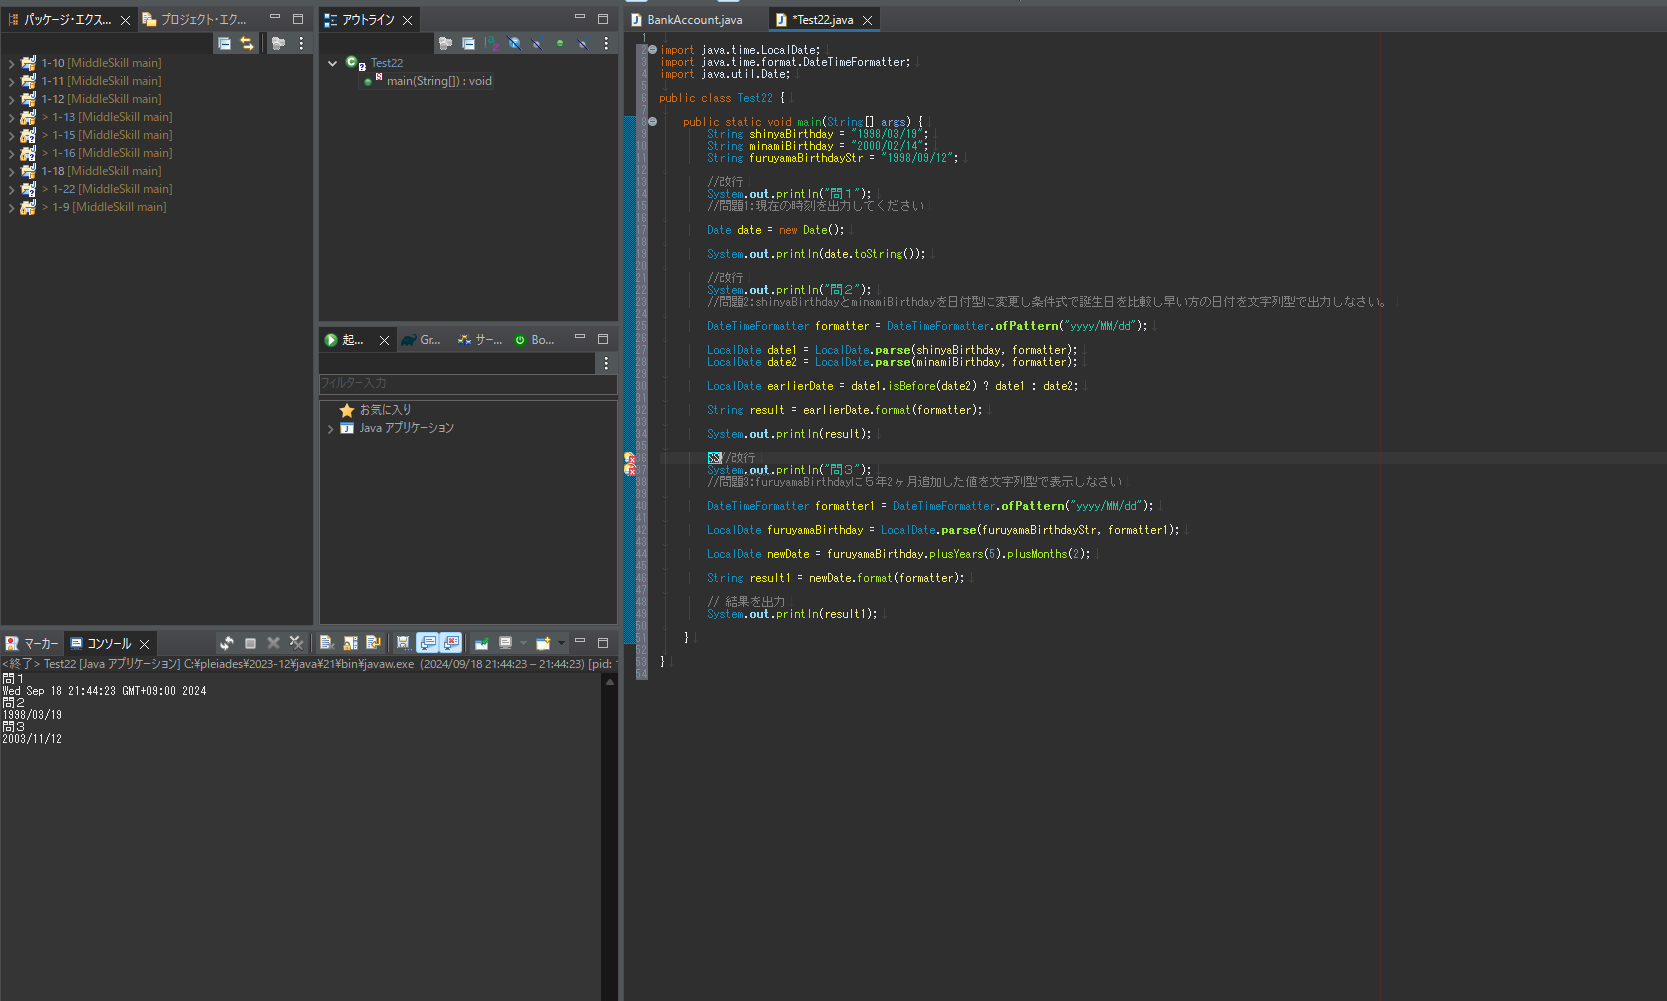 パッケージ・エクス...
プロジェクト・エク...
1-10 [MiddleSkill main]
1-11 [MiddleSkill main]
1-12 [MiddleSkill main]
> 1-13 [MiddleSkill main]
> 1-15 [MiddleSkill main]
> 1-16 [MiddleSkill main]
1-18 [MiddleSkill main]
> 1-22 [MiddleSkill main]
> 1-9 [MiddleSkill main]
アウトライン
Test22
main(String[]) : void
起...
Gr...
サー...
Bo...
フィルター入力
お気に入り
Java アプリケーション
BankAccount.java
*Test22.java
1
2 import java.time.LocalDate;
3 import java.time.format.DateTimeFormatter;
4 import java.util.Date;
5
6 public class Test22 {
7
8 public static void main(String[] args) {
9 String shinyaBirthday = "1998/03/19";
10 String minamiBirthday = "2000/02/14";
11 String furuyamaBirthdayStr = "1998/09/12";
12
13 //改行
14 System.out.println("問１");
15 //問題1:現在の時刻を出力してください
16
17 Date date = new Date();
18
19 System.out.println(date.toString());
20
21 //改行
22 System.out.println("問２");
23 //問題2:shinyaBirthdayとminamiBirthdayを日付型に変更し条件式で誕生日を比較し早い方の日付を文字列型で出力しなさい。
24
25 DateTimeFormatter formatter = DateTimeFormatter.ofPattern("yyyy/MM/dd");
26
27 LocalDate date1 = LocalDate.parse(shinyaBirthday, formatter);
28 LocalDate date2 = LocalDate.parse(minamiBirthday, formatter);
29
30 LocalDate earlierDate = date1.isBefore(date2) ? date1 : date2;
31
32 String result = earlierDate.format(formatter);
33
34 System.out.println(result);
35
36 //改行
37 System.out.println("問３");
38 //問題3:furuyamaBirthdayに５年2ヶ月追加した値を文字列型で表示しなさい
39
40 DateTimeFormatter formatter1 = DateTimeFormatter.ofPattern("yyyy/MM/dd");
41
42 LocalDate furuyamaBirthday = LocalDate.parse(furuyamaBirthdayStr, formatter1);
43
44 LocalDate newDate = furuyamaBirthday.plusYears(5).plusMonths(2);
45
46 String result1 = newDate.format(formatter);
47
48 // 結果を出力
49 System.out.println(result1);
50
51 }
52
53 }
54
マーカー
コンソール
<終了> Test22 [Java アプリケーション] C:¥pleiades¥2023-12¥java¥21¥bin¥javaw.exe (2024/09/18 21:44:23 – 21:44:23) [pid:
問１
Wed Sep 18 21:44:23 GMT+09:00 2024
問２
1998/03/19
問３
2003/11/12